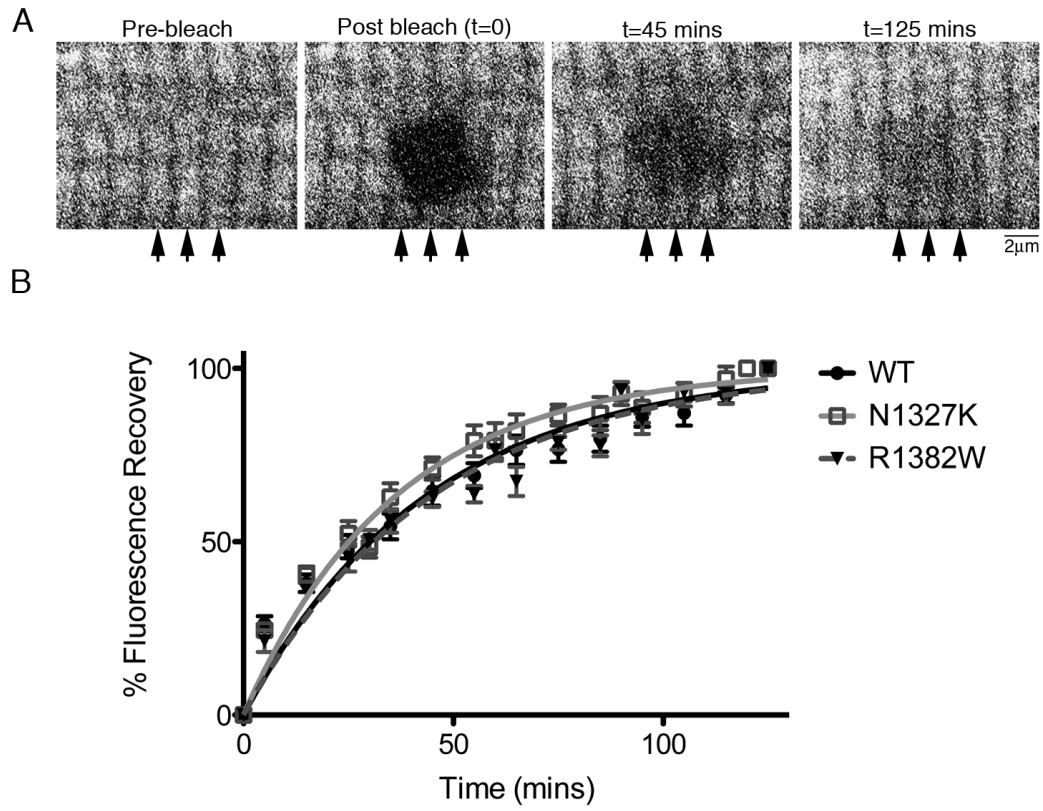 A
Pre-bleach
Post bleach (t=0)
t=45 mins
t=125 mins
2μm
B
% Fluorescence Recovery
100
50
0
0
50
100
Time (mins)
WT
N1327K
R1382W